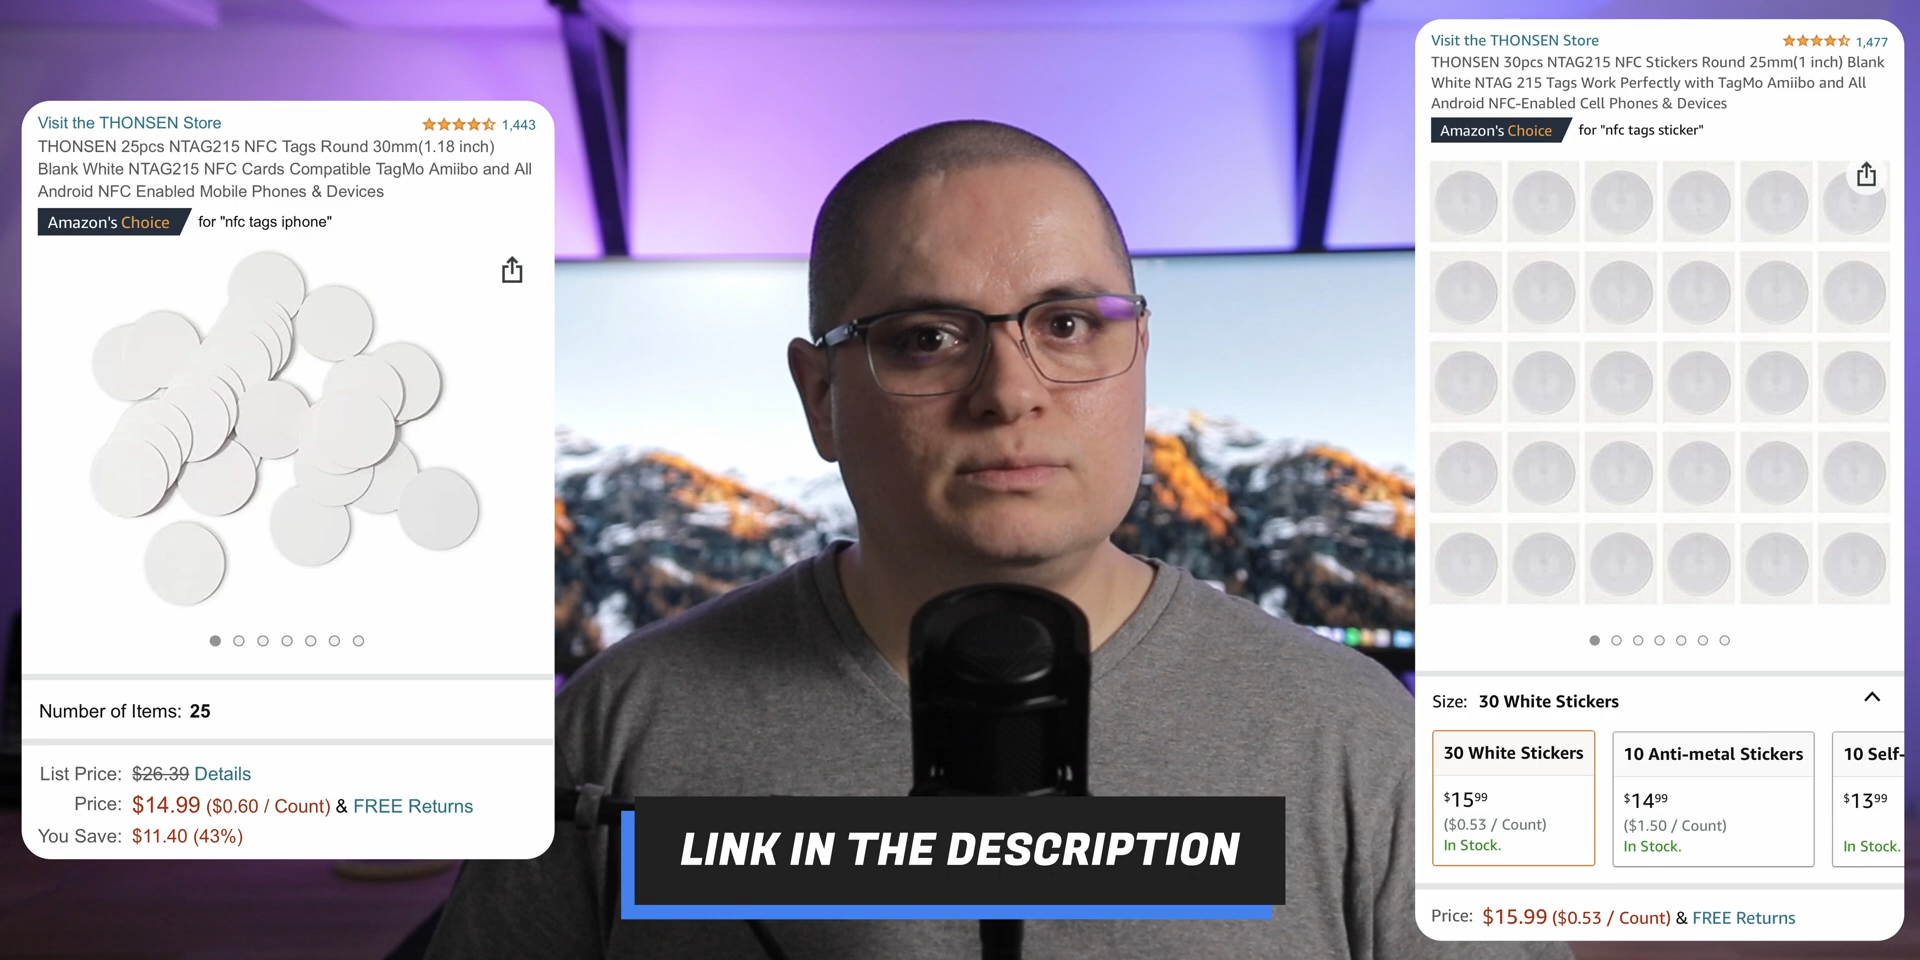 Visit the THONSEN Store 1,443
THONSEN 25pcs NTAG215 NFC Tags Round 30mm(1.18 inch)
Blank White NTAG215 NFC Cards Compatible TagMo Amiibo and All
Android NFC Enabled Mobile Phones & Devices
Amazon's Choice for "nfc tags iphone"
Number of Items: 25
List Price: $26.39 Details
Price: $14.99 ($0.60 / Count) & FREE Returns
You Save: $11.40 (43%)
LINK IN THE DESCRIPTION
Visit the THONSEN Store 1,477
THONSEN 30pcs NTAG215 NFC Stickers Round 25mm(1 inch) Blank
White NTAG 215 Tags Work Perfectly with TagMo Amiibo and All
Android NFC-Enabled Cell Phones & Devices
Amazon's Choice for "nfc tags sticker"
Size: 30 White Stickers
30 White Stickers 10 Anti-metal Stickers 10 Self-
$15⁹⁹ $14⁹⁹ $13⁹⁹
($0.53 / Count) ($1.50 / Count)
In Stock. In Stock. In Stock.
Price: $15.99 ($0.53 / Count) & FREE Returns